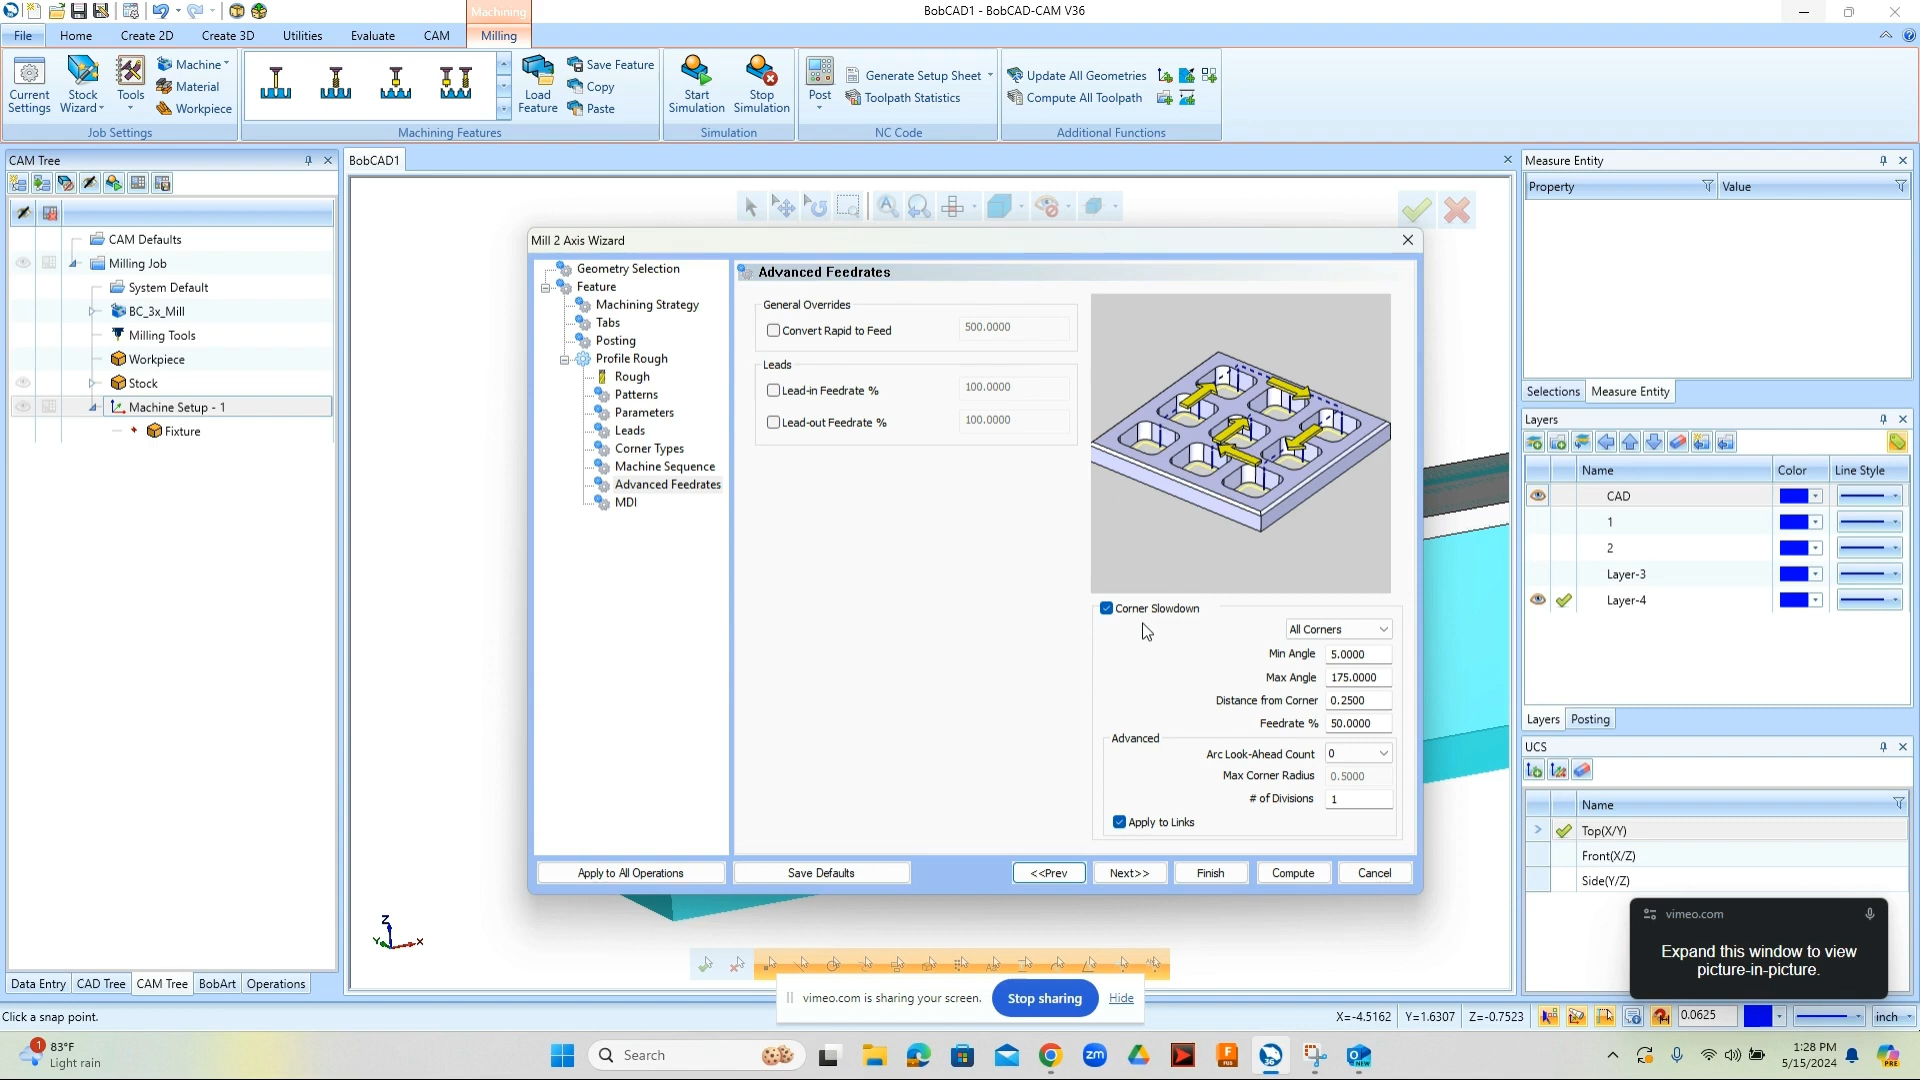 Machining
BobCAD1 - BobCAD-CAM V36
File
Home
Create 2D
Create 3D
Utilities
Evaluate
CAM
Milling
Current Settings
Stock Wizard
Tools
Machine
Material
Workpiece
Job Settings
Machining Features
Load Feature
Save Feature
Copy
Paste
Start Simulation
Stop Simulation
Simulation
Post
Generate Setup Sheet
Toolpath Statistics
NC Code
Update All Geometries
Compute All Toolpath
Additional Functions
CAM Tree
CAM Defaults
Milling Job
System Default
BC_3x_Mill
Milling Tools
Workpiece
Stock
Machine Setup - 1
Fixture
Data Entry
CAD Tree
CAM Tree
BobArt
Operations
BobCAD1
Mill 2 Axis Wizard
Geometry Selection
Feature
Machining Strategy
Tabs
Posting
Profile Rough
Rough
Patterns
Parameters
Leads
Corner Types
Machine Sequence
Advanced Feedrates
MDI
Advanced Feedrates
General Overrides
Convert Rapid to Feed
500.0000
Leads
Lead-in Feedrate %
100.0000
Lead-out Feedrate %
100.0000
Corner Slowdown
All Corners
Min Angle 5.0000
Max Angle 175.0000
Distance from Corner 0.2500
Feedrate % 50.0000
Advanced
Arc Look-Ahead Count 0
Max Corner Radius 0.5000
# of Divisions 1
Apply to Links
Apply to All Operations
Save Defaults
<<Prev
Next>>
Finish
Compute
Cancel
Z
Y
X
Measure Entity
Property
Value
Selections
Measure Entity
Layers
Name
Color
Line Style
CAD
1
2
Layer-3
Layer-4
Layers
Posting
UCS
Name
Top(X/Y)
Front(X/Z)
Side(Y/Z)
vimeo.com
Expand this window to view
picture-in-picture.
vimeo.com is sharing your screen.
Stop sharing
Hide
Click a snap point.
X=-4.5162
Y=1.6307
Z=-0.7523
0.0625
inch
1
83°F
Light rain
Search
zm
1:28 PM
5/15/2024